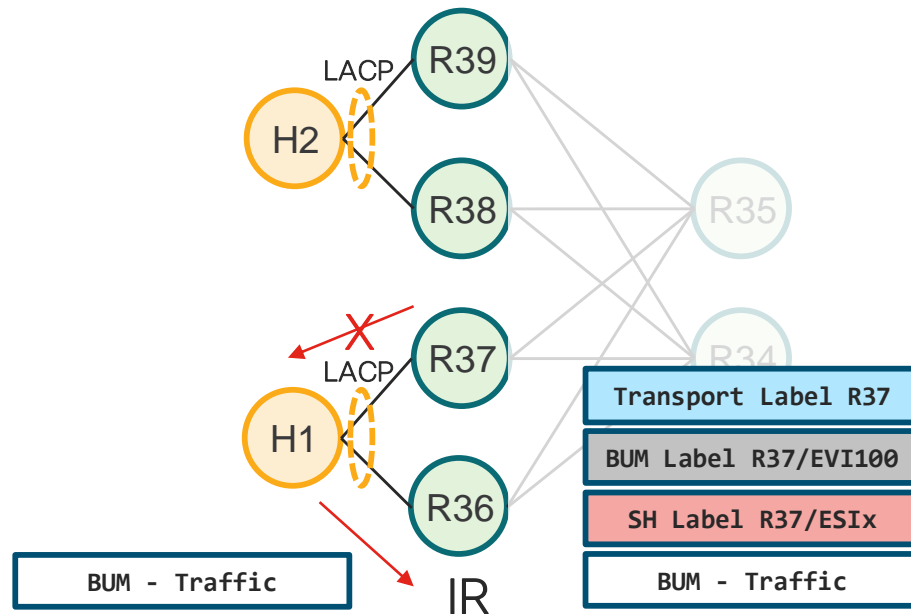 R39
LACP
H2
R38
R35
X
R37
R34
LACP
Transport Label R37
H1
BUM Label R37/EVI100
R36
SH Label R37/ESIx
BUM - Traffic
IR
BUM - Traffic